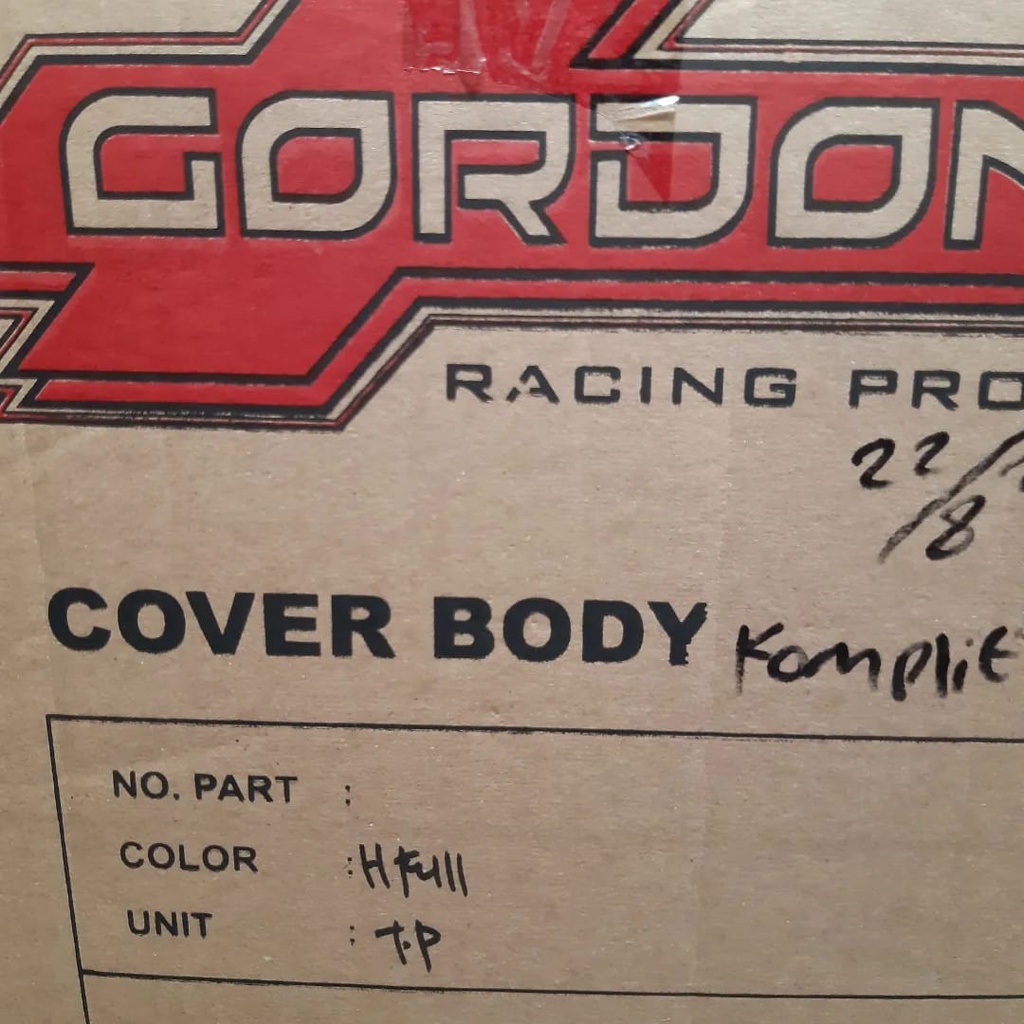 GORDON
RACING PRO
22/
/8
COVER BODY Komplit
NO. PART :
COLOR : H Full
UNIT : T.P